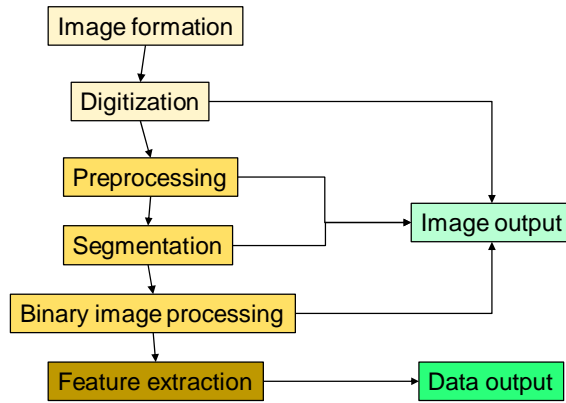 Image formation
Digitization
Preprocessing
Image output
Segmentation
Binary image processing
Feature extraction
Data output